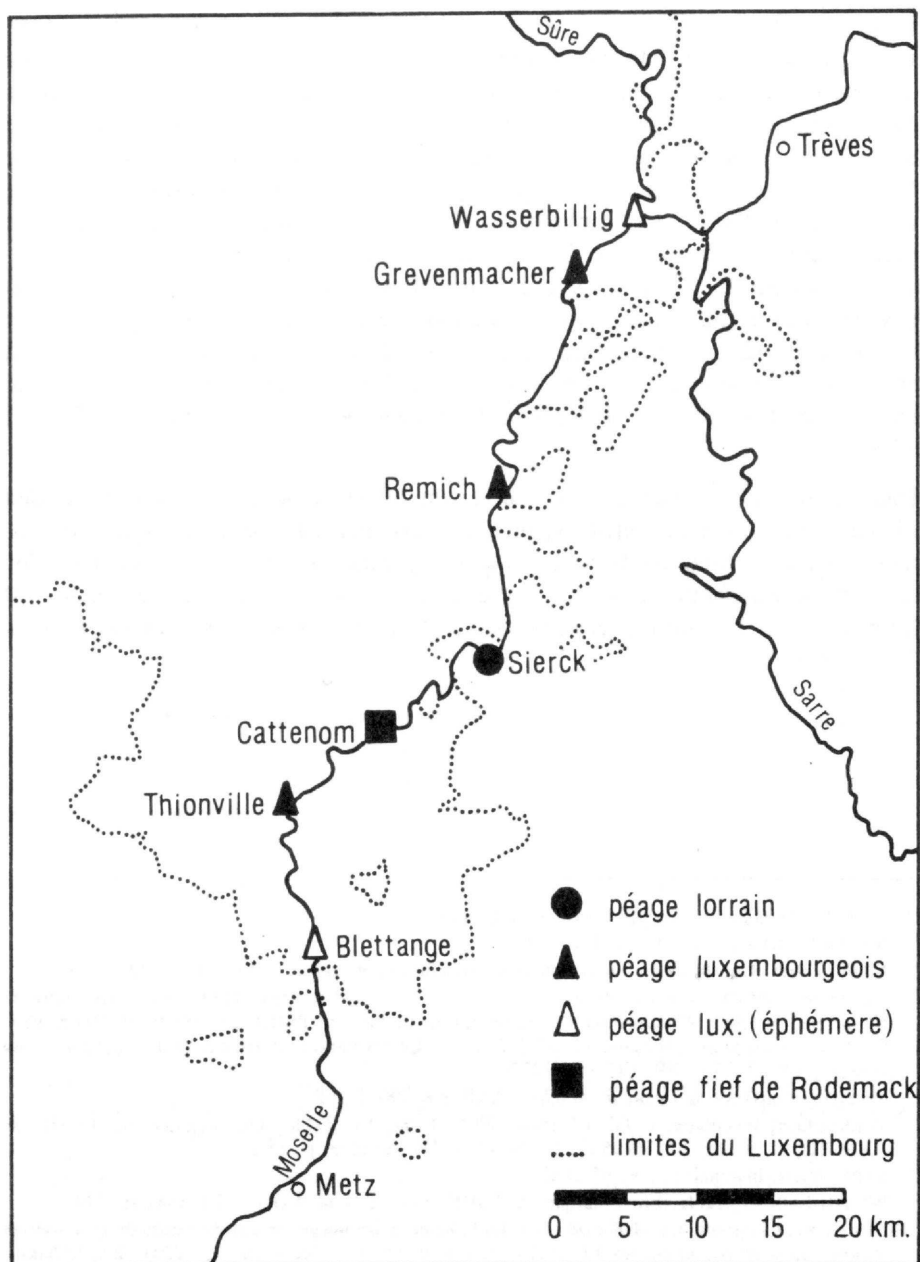 Sûre
Trèves
Wasserbillig
Grevenmacher
Remich
Sierck
Sarre
Cattenom
Thionville
Blettange
Moselle
Metz
péage lorrain
péage luxembourgeois
péage lux. (éphémère)
péage fief de Rodemack
limites du Luxembourg
0 5 10 15 20 km.